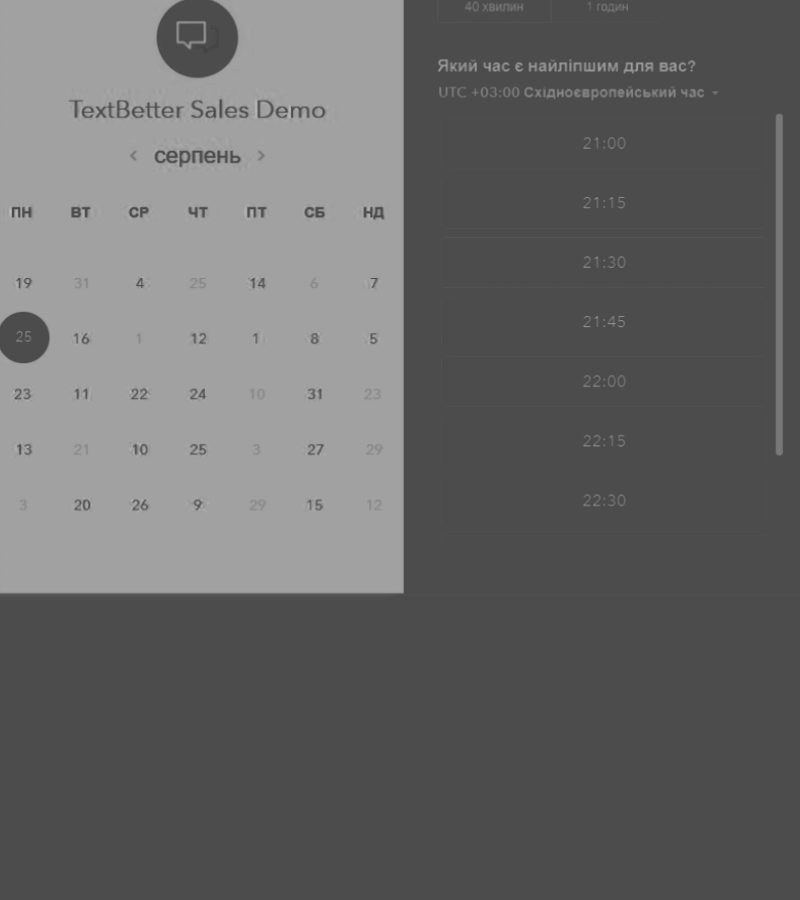 TextBetter Sales Demo
серпень
ПН ВТ СР ЧТ ПТ СБ НД
19 31 4 25 14 6 7
25 16 1 12 1 8 5
23 11 22 24 10 31 23
13 21 10 25 3 27 29
3 20 26 9 29 15 12
40 хвилин 1 годин
Який час є найліпшим для вас?
UTC +03:00 Східноєвропейський час
21:00
21:15
21:30
21:45
22:00
22:15
22:30